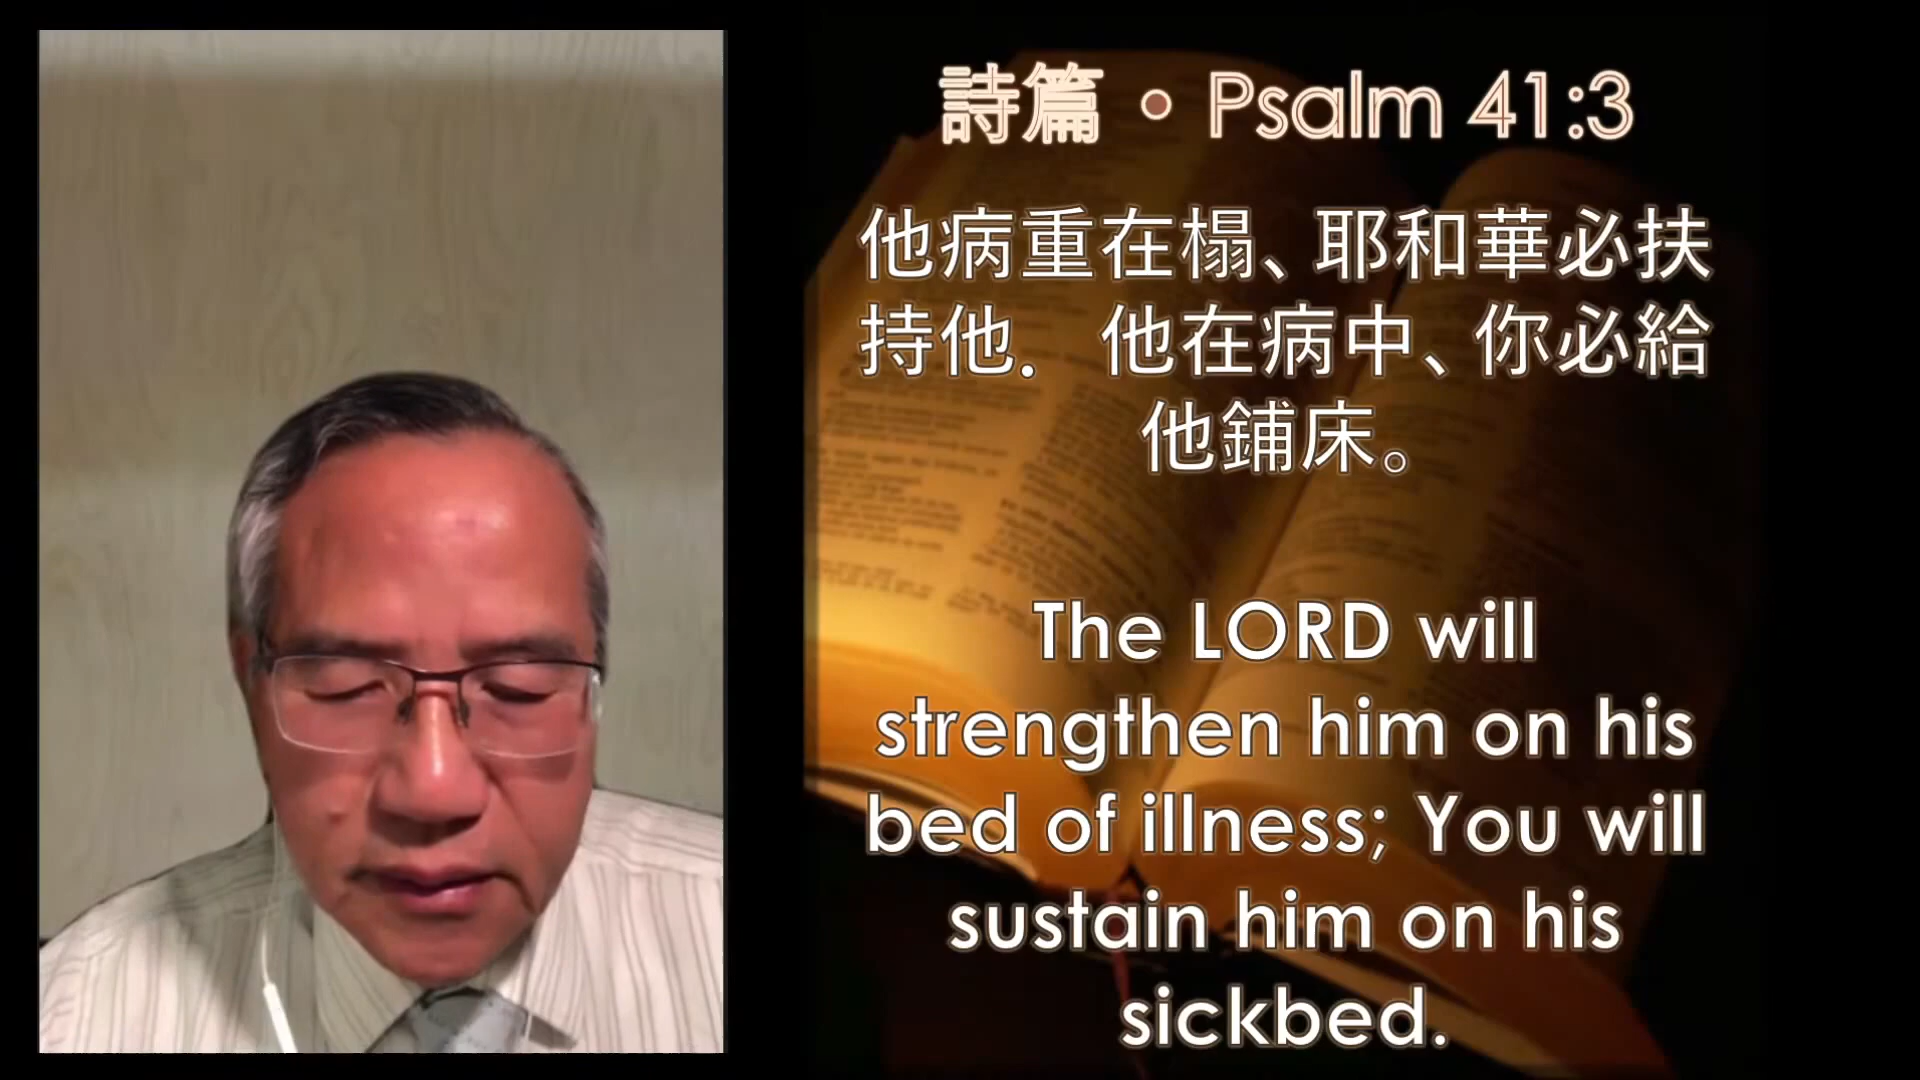 詩篇 • Psalm 41:3
他病重在榻、耶和華必扶
持他． 他在病中、你必給
他鋪床。
The LORD will
strengthen him on his
bed of illness; You will
sustain him on his
sickbed.